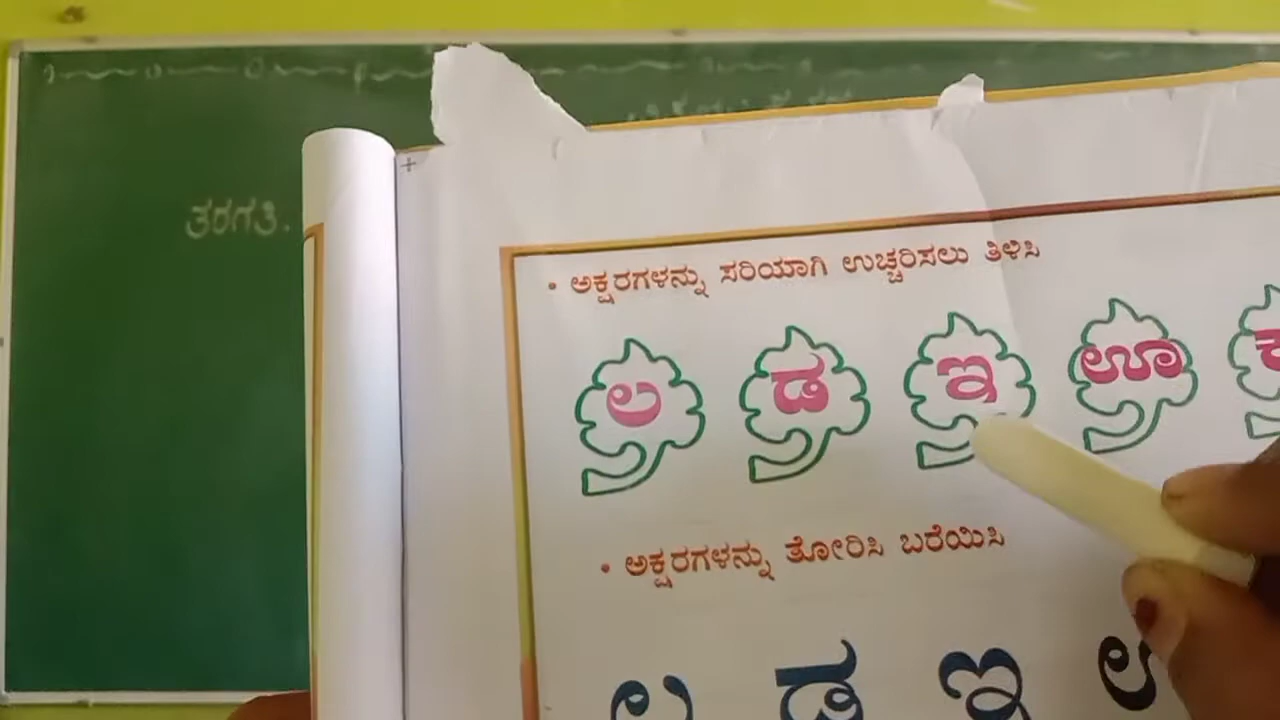 ತರಗತಿ.
• ಅಕ್ಷರಗಳನ್ನು ಸರಿಯಾಗಿ ಉಚ್ಚರಿಸಲು ತಿಳಿಸಿ
ಲ ಡ ಇ ಊ
• ಅಕ್ಷರಗಳನ್ನು ತೋರಿಸಿ ಬರೆಯಿಸಿ
ಲ ಡ ಇ